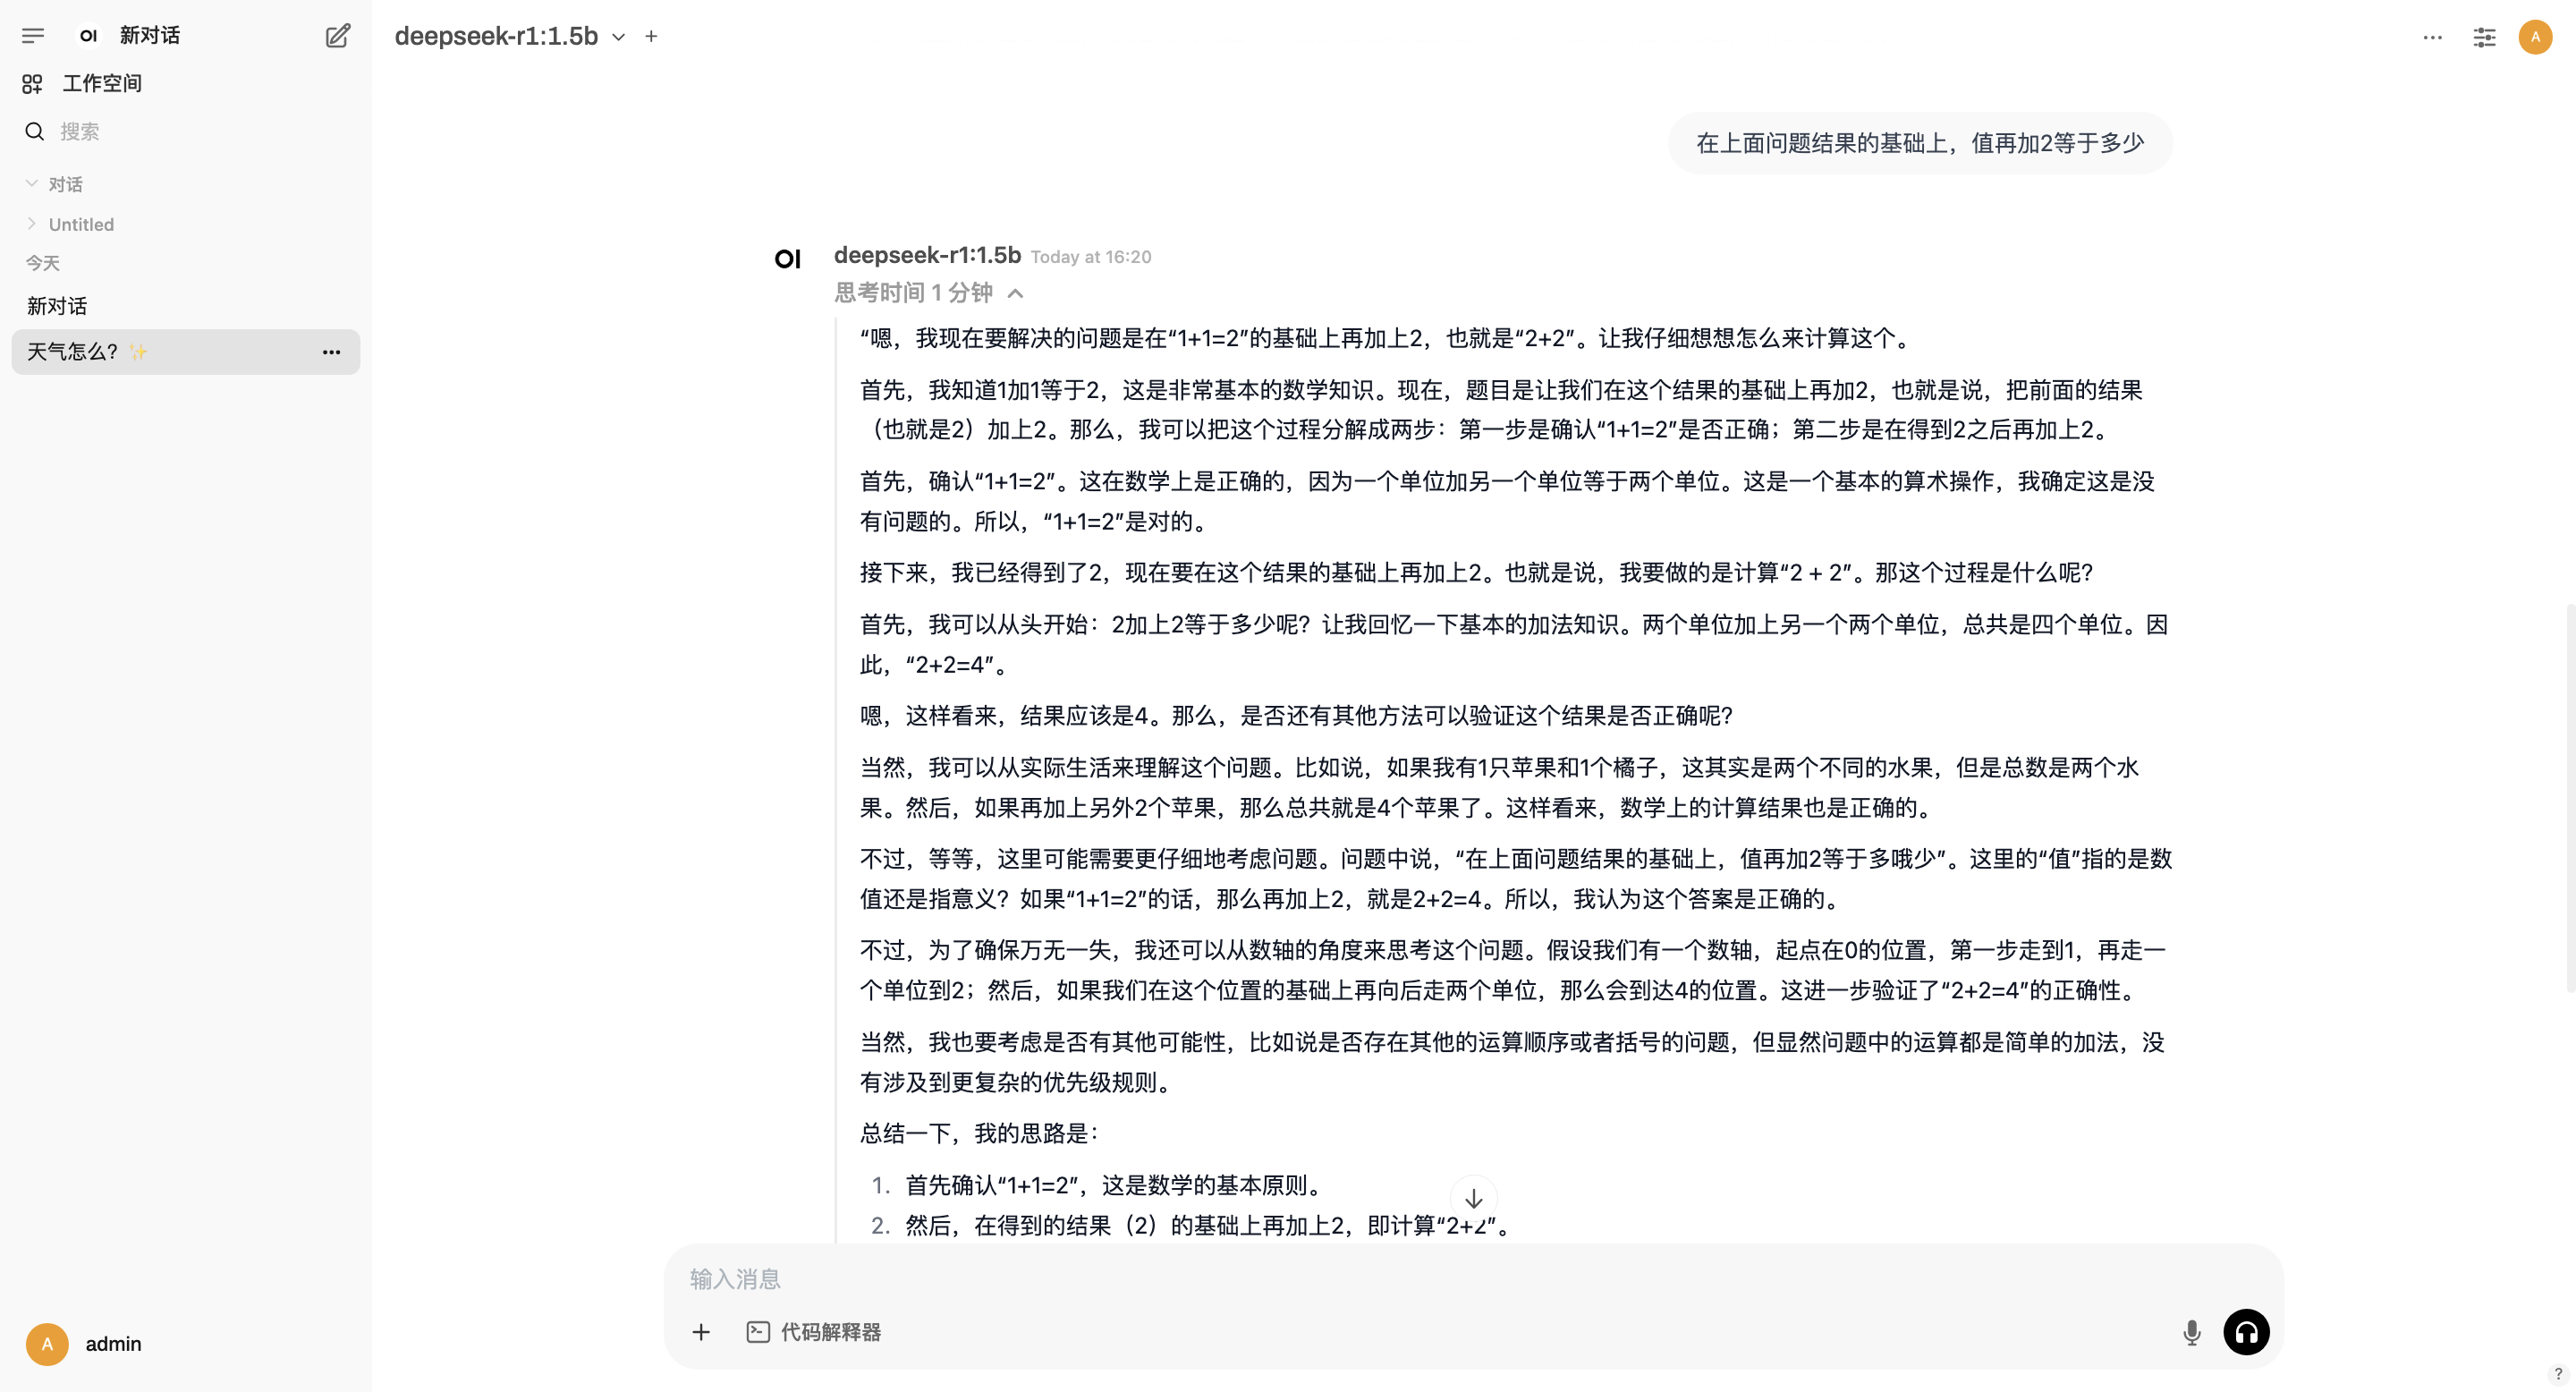 OI 新对话
工作空间
搜索
对话
Untitled
今天
新对话
天气怎么? ✨
A admin
deepseek-r1:1.5b
A
在上面问题结果的基础上，值再加2等于多少
OI deepseek-r1:1.5b Today at 16:20
思考时间 1 分钟
“嗯，我现在要解决的问题是在“1+1=2”的基础上再加上2，也就是“2+2”。让我仔细想想怎么来计算这个。
首先，我知道1加1等于2，这是非常基本的数学知识。现在，题目是让我们在这个结果的基础上再加2，也就是说，把前面的结果
（也就是2）加上2。那么，我可以把这个过程分解成两步：第一步是确认“1+1=2”是否正确；第二步是在得到2之后再加上2。
首先，确认“1+1=2”。这在数学上是正确的，因为一个单位加另一个单位等于两个单位。这是一个基本的算术操作，我确定这是没
有问题的。所以，“1+1=2”是对的。
接下来，我已经得到了2，现在要在这个结果的基础上再加上2。也就是说，我要做的是计算“2 + 2”。那这个过程是什么呢？
首先，我可以从头开始：2加上2等于多少呢？让我回忆一下基本的加法知识。两个单位加上另一个两个单位，总共是四个单位。因
此，“2+2=4”。
嗯，这样看来，结果应该是4。那么，是否还有其他方法可以验证这个结果是否正确呢？
当然，我可以从实际生活来理解这个问题。比如说，如果我有1只苹果和1个橘子，这其实是两个不同的水果，但是总数是两个水
果。然后，如果再加上另外2个苹果，那么总共就是4个苹果了。这样看来，数学上的计算结果也是正确的。
不过，等等，这里可能需要更仔细地考虑问题。问题中说，“在上面问题结果的基础上，值再加2等于多哦少”。这里的“值”指的是数
值还是指意义？如果“1+1=2”的话，那么再加上2，就是2+2=4。所以，我认为这个答案是正确的。
不过，为了确保万无一失，我还可以从数轴的角度来思考这个问题。假设我们有一个数轴，起点在0的位置，第一步走到1，再走一
个单位到2；然后，如果我们在这个位置的基础上再向后走两个单位，那么会到达4的位置。这进一步验证了“2+2=4”的正确性。
当然，我也要考虑是否有其他可能性，比如说是否存在其他的运算顺序或者括号的问题，但显然问题中的运算都是简单的加法，没
有涉及到更复杂的优先级规则。
总结一下，我的思路是：
1. 首先确认“1+1=2”，这是数学的基本原则。
2. 然后，在得到的结果（2）的基础上再加上2，即计算“2+2”。
输入消息
代码解释器
?